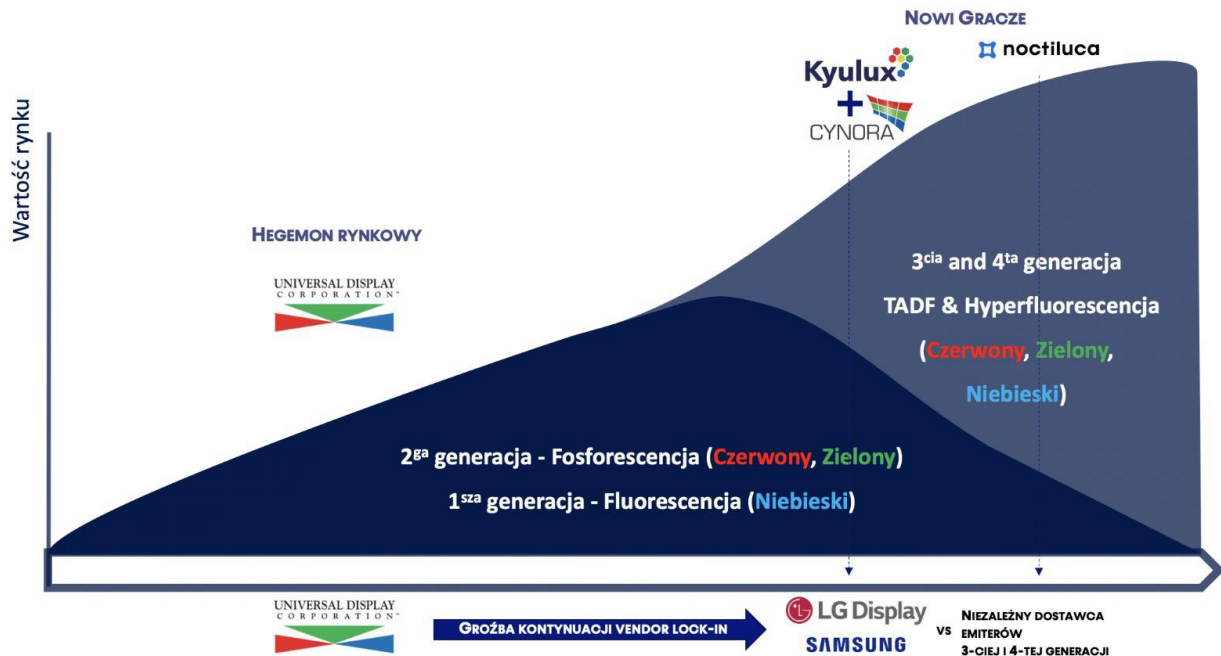 NOWI GRACZE
noctiluca
Kyulux
+
CYNORA
Wartość rynku
HEGEMON RYNKOWY
UNIVERSAL DISPLAY
CORPORATION™
3cia and 4ta generacja
TADF & Hyperfluorescencja
(Czerwony, Zielony,
Niebieski)
2ga generacja - Fosforescencja (Czerwony, Zielony)
1sza generacja - Fluorescencja (Niebieski)
UNIVERSAL DISPLAY
CORPORATION™
GROŹBA KONTYNUACJI VENDOR LOCK-IN
LG Display
SAMSUNG
VS
NIEZALEŻNY DOSTAWCA
EMITERÓW
3-CIEJ I 4-TEJ GENERACJI